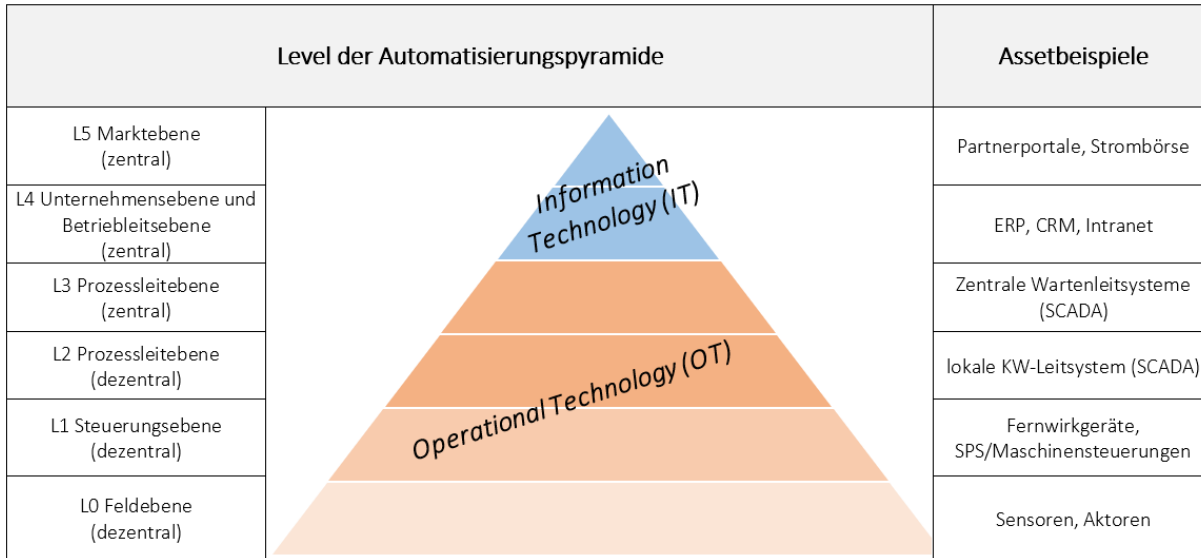 Level der Automatisierungspyramide
Assetbeispiele
L5 Marktebene
(zentral)
Partnerportale, Strombörse
L4 Unternehmensebene und
Betriebleitsebene
(zentral)
Information
Technology (IT)
ERP, CRM, Intranet
L3 Prozessleitebene
(zentral)
Zentrale Wartenleitsysteme
(SCADA)
L2 Prozessleitebene
(dezentral)
Operational Technology (OT)
lokale KW-Leitsystem (SCADA)
L1 Steuerungsebene
(dezentral)
Fernwirkgeräte,
SPS/Maschinensteuerungen
L0 Feldebene
(dezentral)
Sensoren, Aktoren